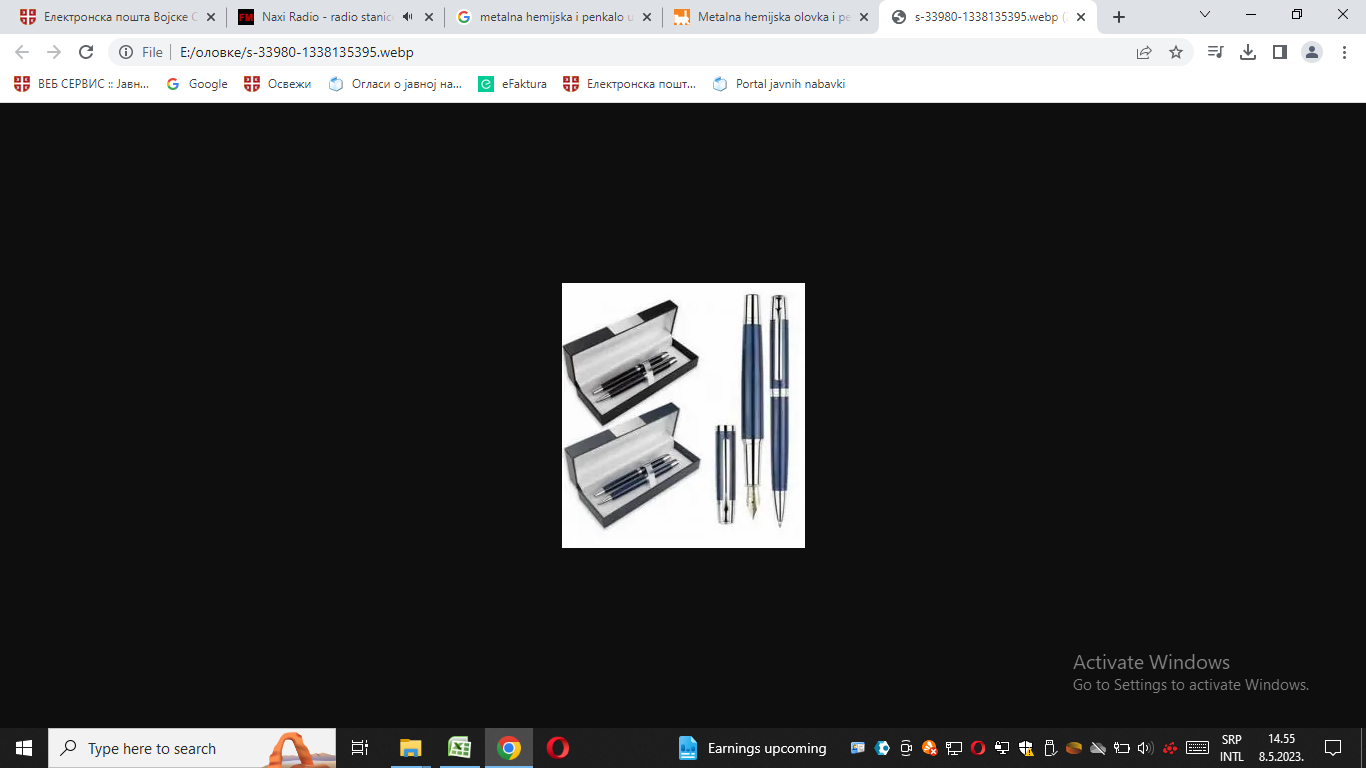 Електронска пошта Војске С
FM Naxi Radio - radio stanic
metalna hemijska i penkalo u
Metalna hemijska olovka i pe
s-33980-1338135395.webp (
File E:/оловке/s-33980-1338135395.webp
ВЕБ СЕРВИС :: Јавн... Google Освежи Огласи о јавној на... eFaktura Електронска пошт... Portal javnih nabavki
Activate Windows
Go to Settings to activate Windows.
Type here to search
Earnings upcoming
SRP
INTL
14.55
8.5.2023.